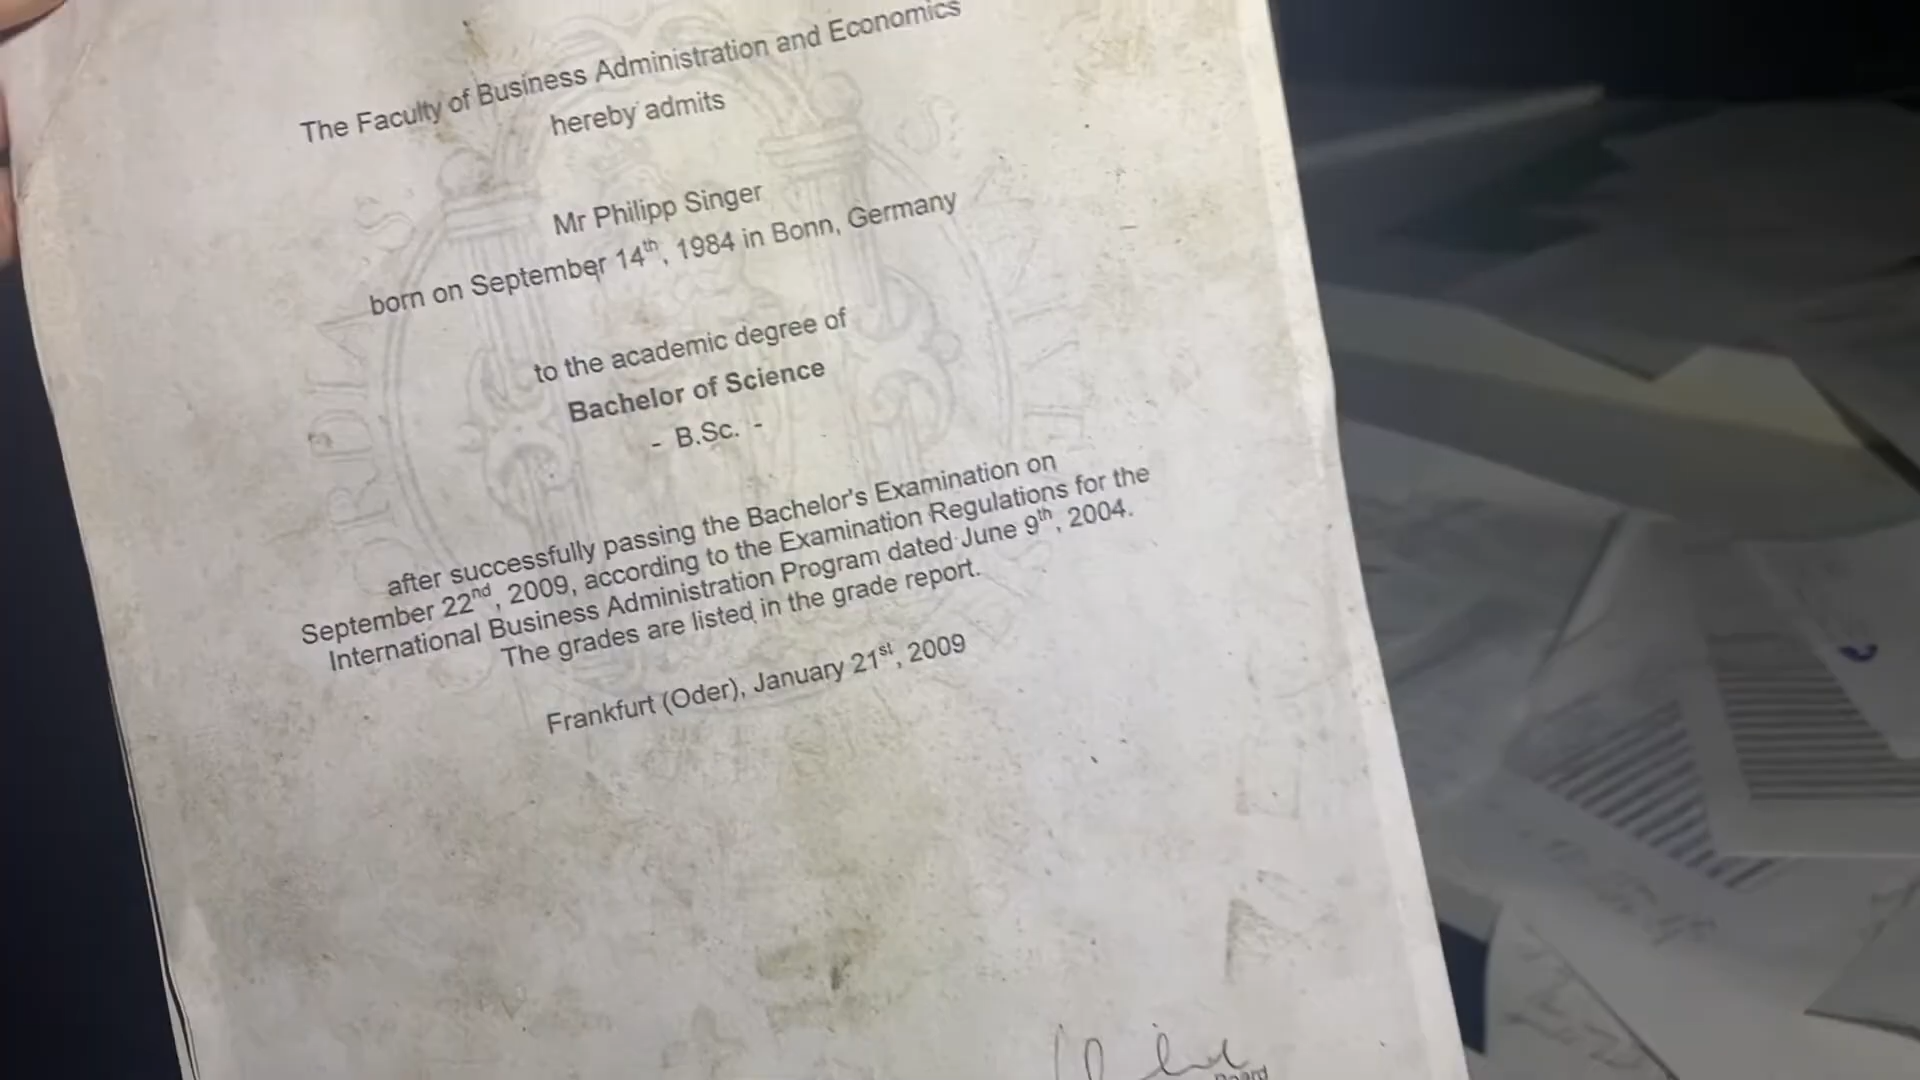 The Faculty of Business Administration and Economics
hereby admits
Mr Philipp Singer
born on September 14th, 1984 in Bonn, Germany
to the academic degree of
Bachelor of Science
- B.Sc. -
after successfully passing the Bachelor's Examination on
September 22nd, 2009, according to the Examination Regulations for the
International Business Administration Program dated June 9th, 2004.
The grades are listed in the grade report.
Frankfurt (Oder), January 21st, 2009
Board